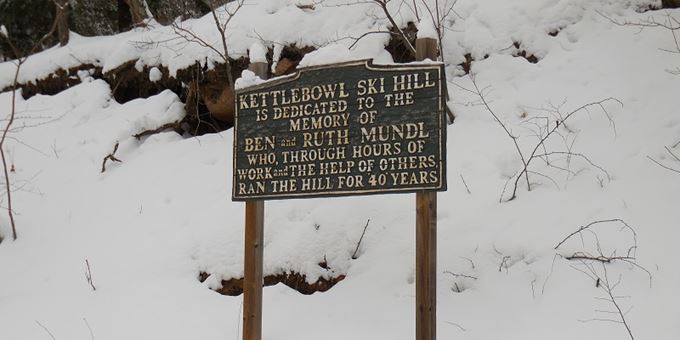 KETTLEBOWL SKI HILL
IS DEDICATED TO THE
MEMORY OF
BEN and RUTH MUNDL
WHO, THROUGH HOURS OF
WORK and THE HELP OF OTHERS,
RAN THE HILL FOR 40 YEARS